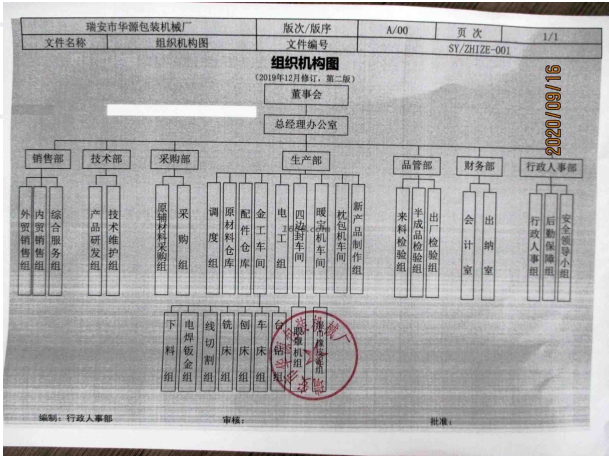 瑞安市华源包装机械厂 版次/版序 A/00 页 次 1/1
文件名称 组织机构图 文件编号 SY/ZHIZE-001
组织机构图
(2019年12月修订，第二版)
董事会
总经理办公室
销售部 技术部 采购部 生产部 品管部 财务部 行政人事部
外贸销售组 内贸销售组 综合服务组 产品研发组 技术维护组 原辅材料采购组 采购组 调度组 原材料仓库 配件仓库 金工车间 电工组 四边封车间 枕包机车间 新产品制作组 来料检验组 半成品检验组 出厂检验组 会计室 出纳室 行政人事组 后勤保障组 安全领导小组
下料组 电焊钣金组 线切割组 铣床组 刨床组 车床组 台钻组
编制：行政人事部 审核： 批准：
2020/09/16